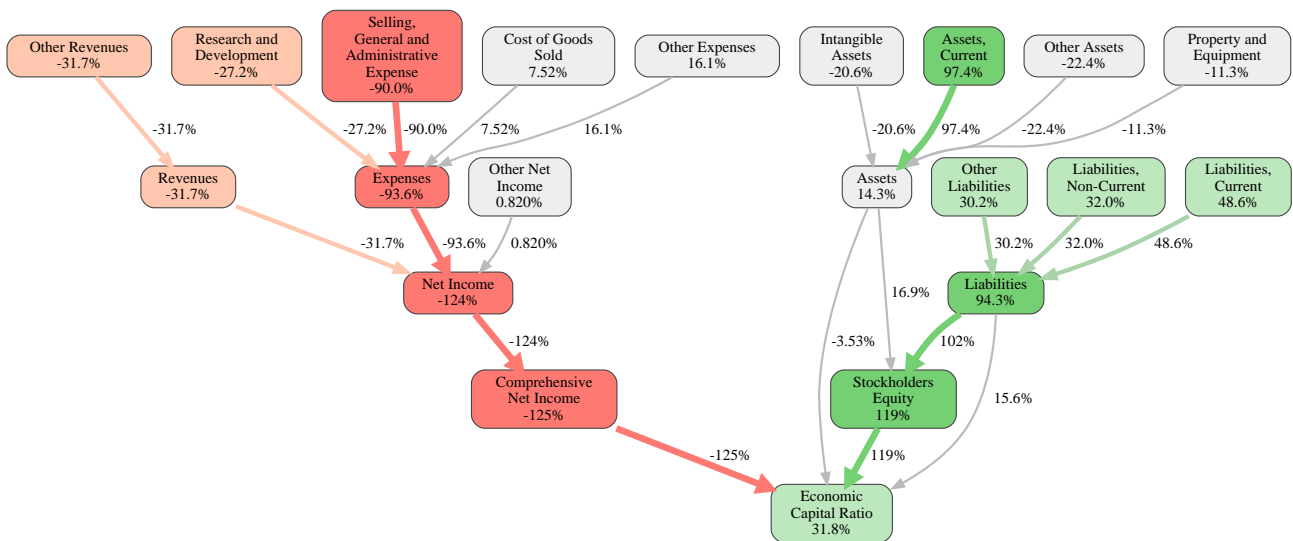 Other Revenues
-31.7%
Research and
Development
-27.2%
Selling,
General and
Administrative
Expense
-90.0%
Cost of Goods
Sold
7.52%
Other Expenses
16.1%
Intangible
Assets
-20.6%
Assets,
Current
97.4%
Other Assets
-22.4%
Property and
Equipment
-11.3%
-31.7%
-27.2%
-90.0%
7.52%
16.1%
-20.6%
97.4%
-22.4%
-11.3%
Revenues
-31.7%
Expenses
-93.6%
Other Net
Income
0.820%
Assets
14.3%
Other
Liabilities
30.2%
Liabilities,
Non-Current
32.0%
Liabilities,
Current
48.6%
-31.7%
-93.6%
0.820%
30.2%
32.0%
48.6%
Net Income
-124%
16.9%
Liabilities
94.3%
-124%
-3.53%
102%
Comprehensive
Net Income
-125%
Stockholders
Equity
119%
15.6%
-125%
119%
Economic
Capital Ratio
31.8%